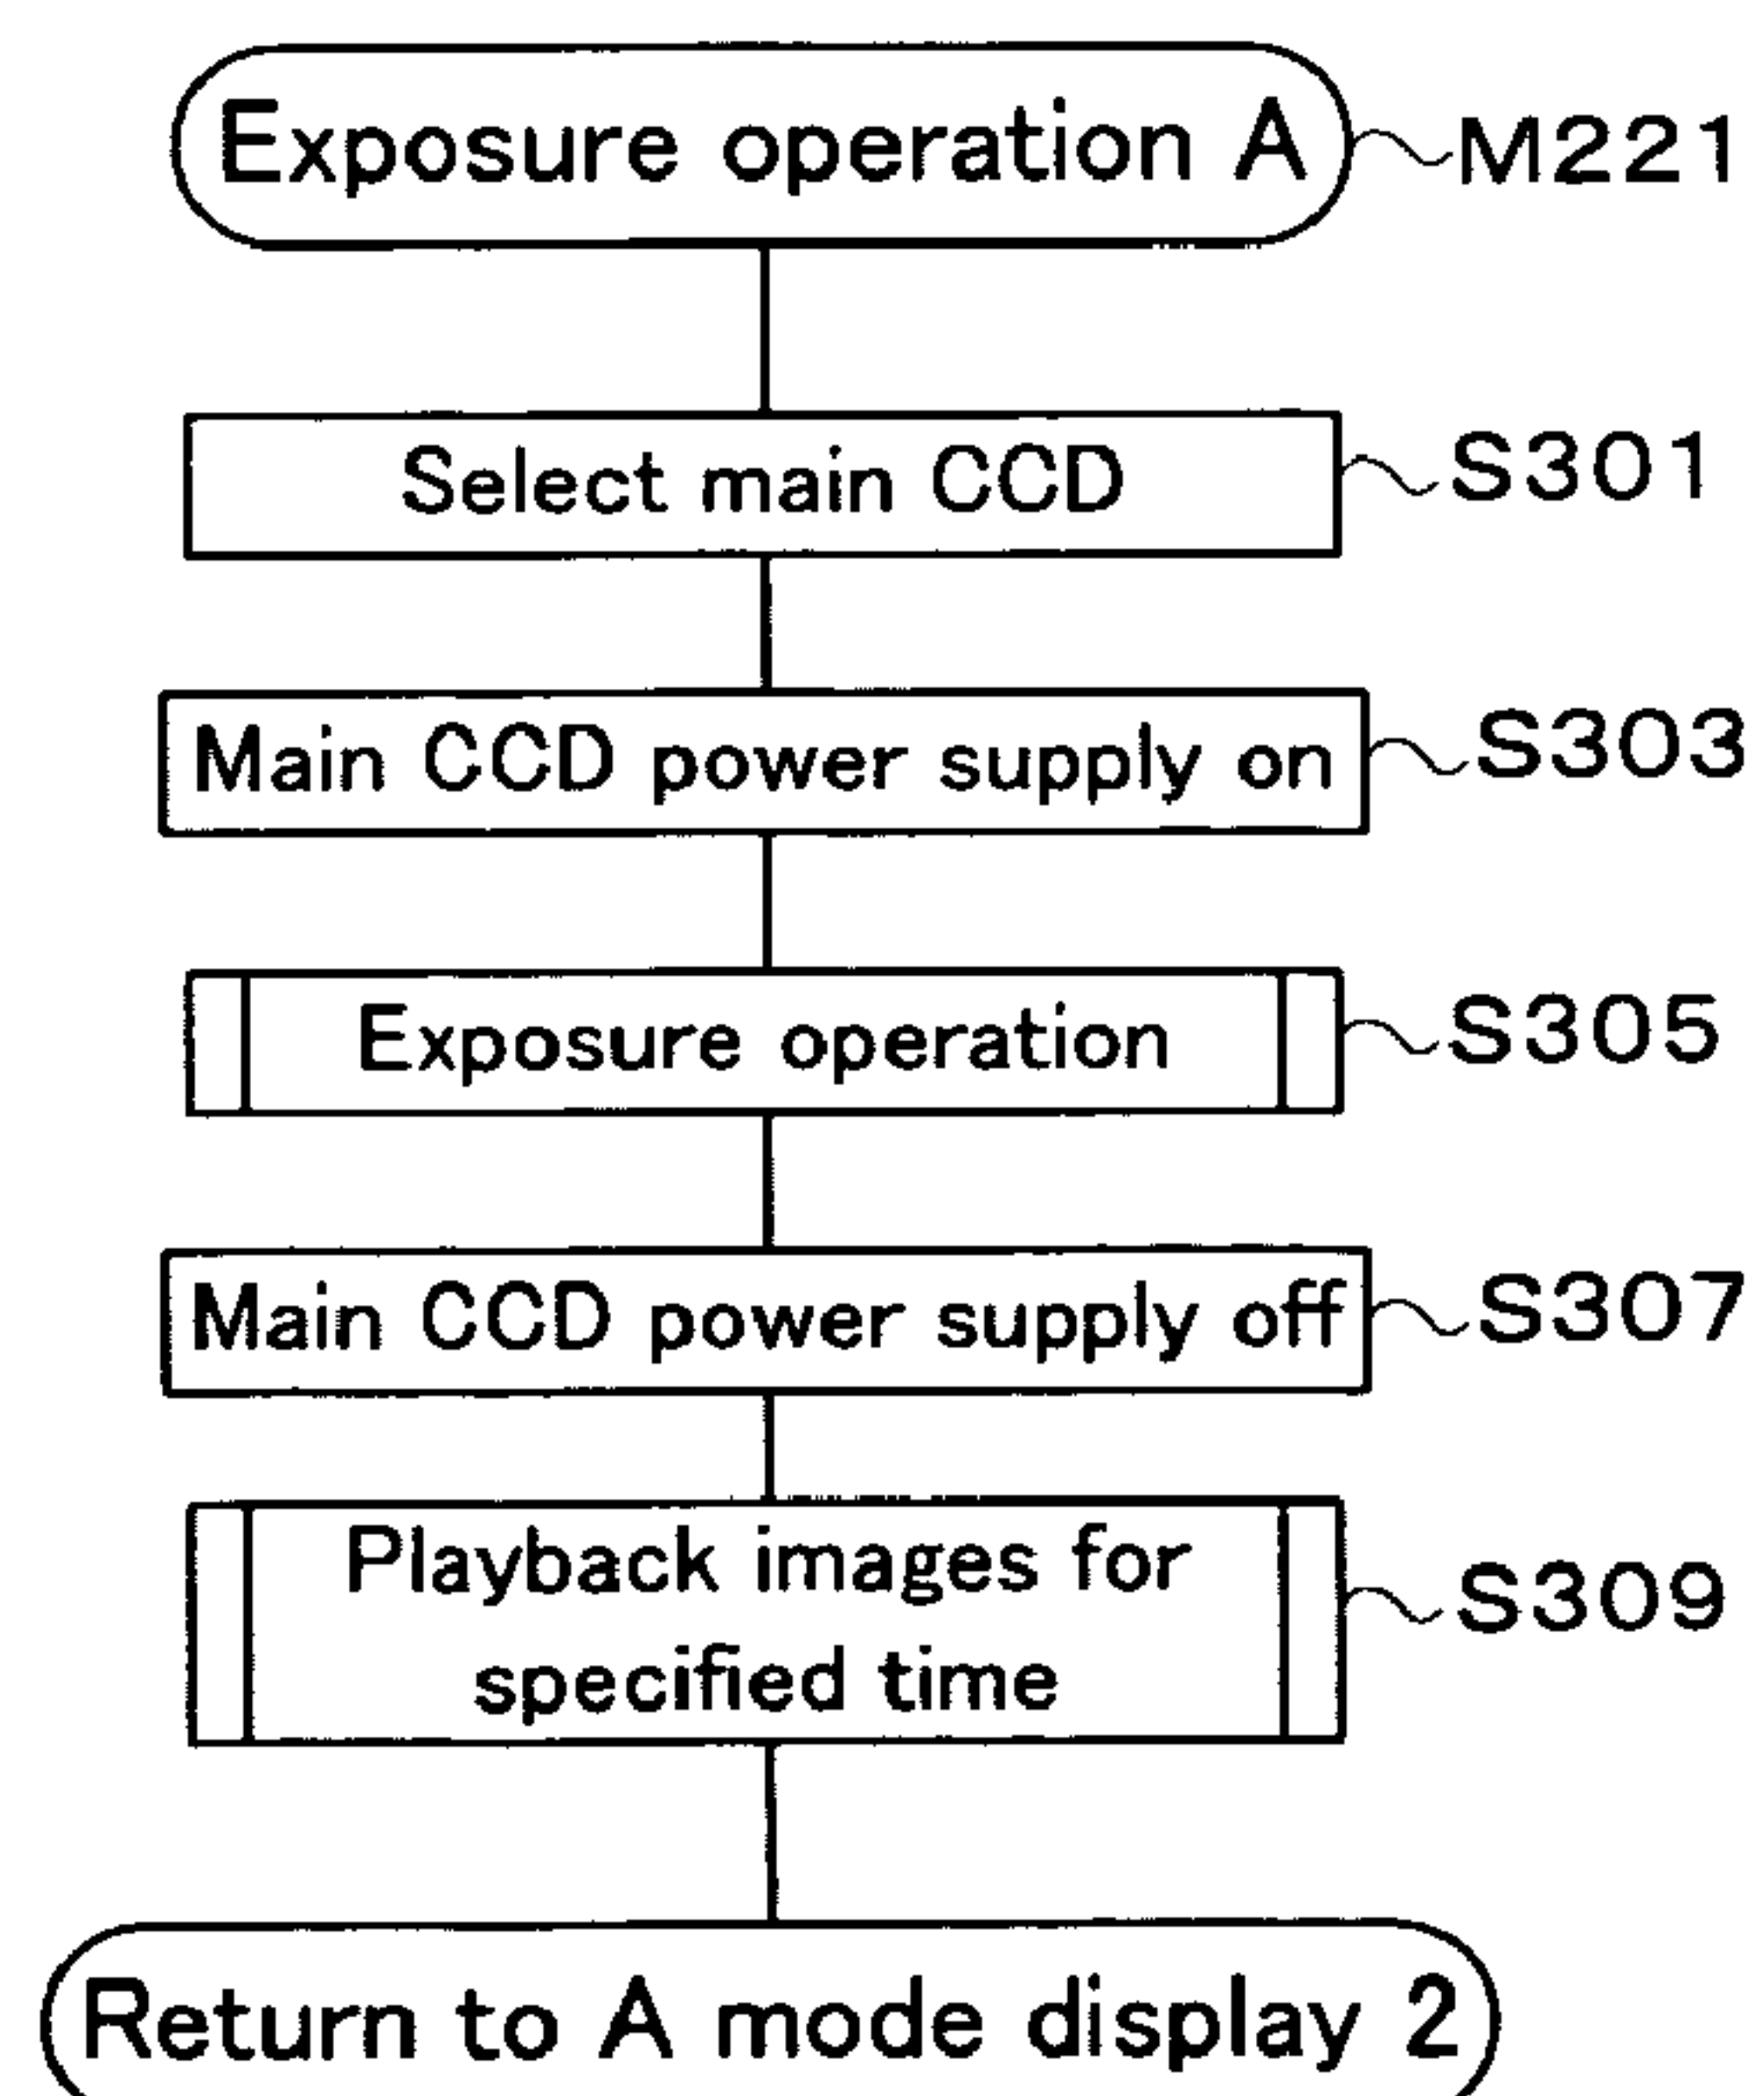 Exposure operation A M221
Select main CCD S301
Main CCD power supply on S303
Exposure operation S305
Main CCD power supply off S307
Playback images for
specified time S309
Return to A mode display 2